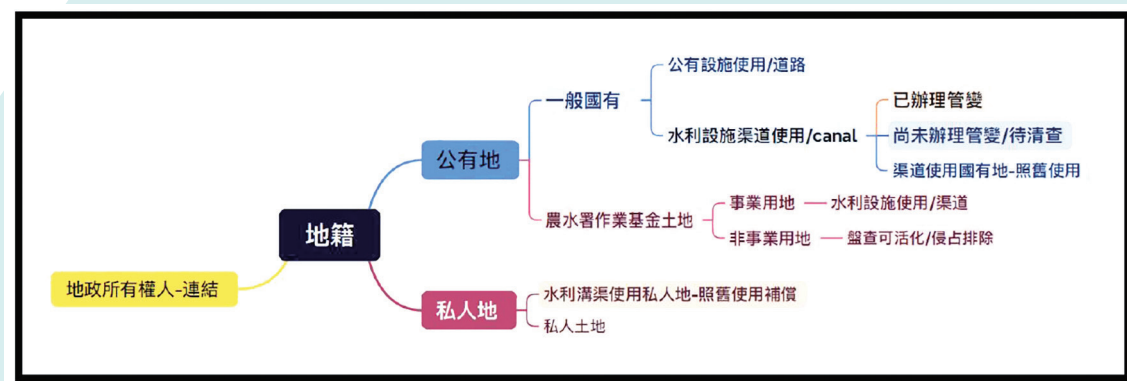 公有設施使用/道路
一般國有
已辦理管變
水利設施渠道使用/canal
尚未辦理管變/待清查
公有地
渠道使用國有地-照舊使用
事業用地
水利設施使用/渠道
農水署作業基金土地
地籍
非事業用地
盤查可活化/侵占排除
地政所有權人-連結
水利溝渠使用私人地-照舊使用補償
私人地
私人土地